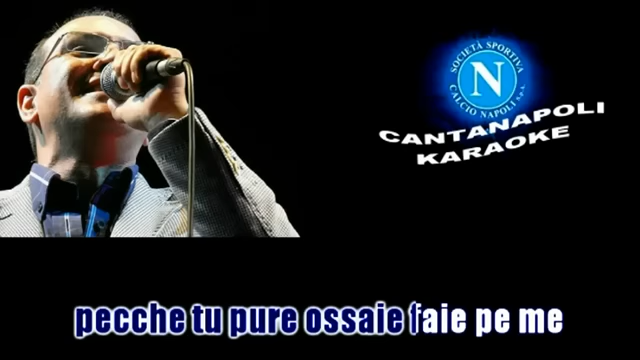 SOCIETÀ SPORTIVA
N
CALCIO NAPOLI S.p.A.
CANTANAPOLI
KARAOKE
pecche tu pure ossaie faie pe me